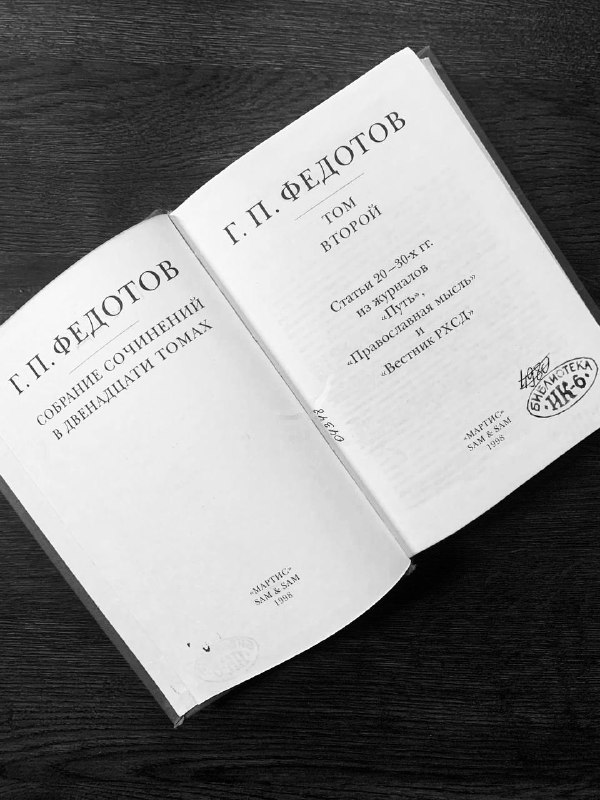 Г. П. ФЕДОТОВ
СОБРАНИЕ СОЧИНЕНИЙ
В ДВЕНАДЦАТИ ТОМАХ
«МАРТИС»
SAM & SAM
1998
Г. П. ФЕДОТОВ
ТОМ
ВТОРОЙ
Статьи 20—30-х гг.
из журналов
«Путь»,
«Православная мысль»
и
«Вестник РХСД»
БИБЛИОТЕКА
·НК-6·
«МАРТИС»
SAM & SAM
1998